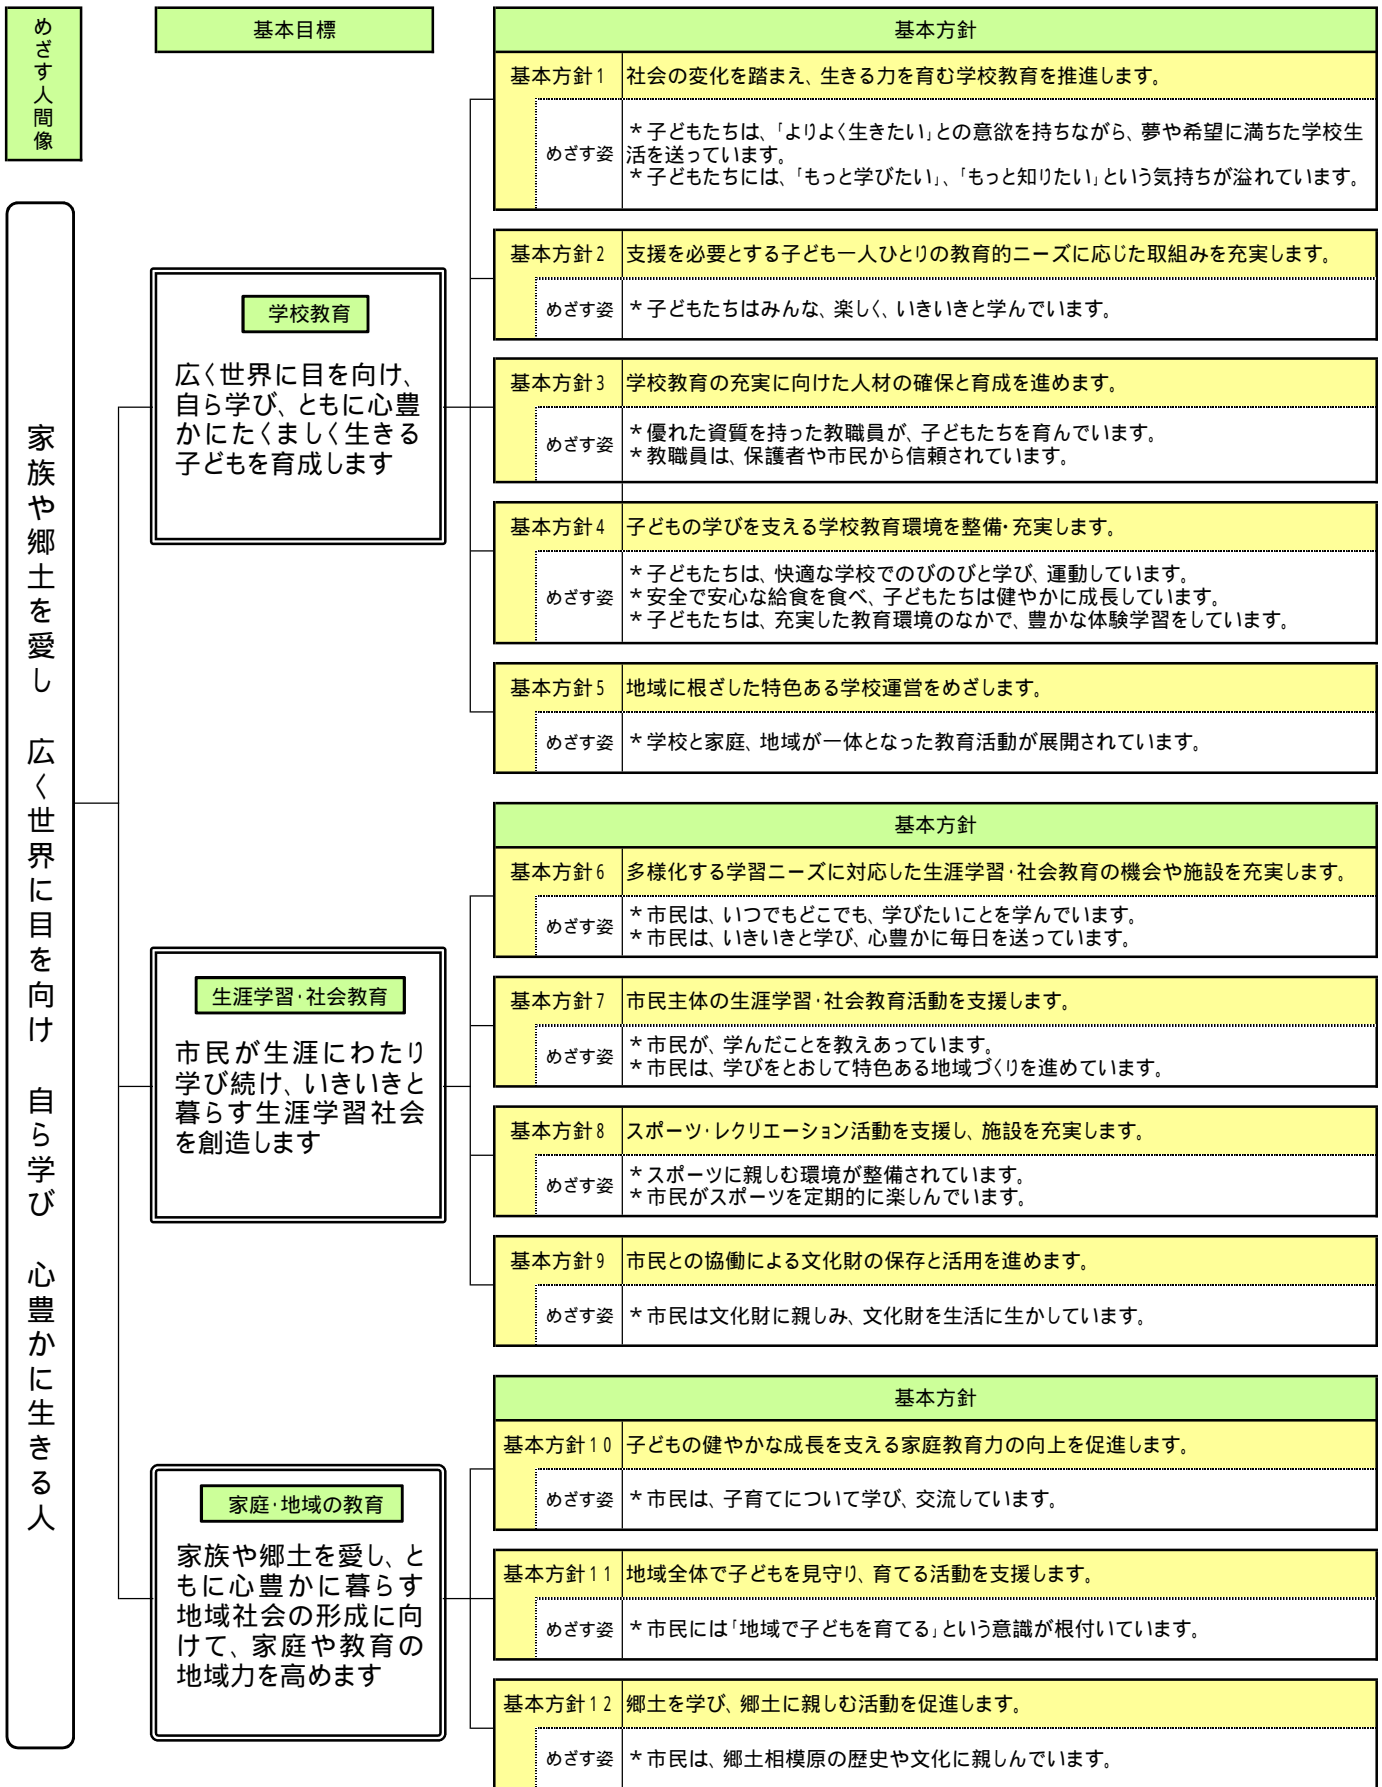 めざす人間像
基本目標
家族や郷土を愛し　広く世界に目を向け　自ら学び　心豊かに生きる人
学校教育
広く世界に目を向け、
自ら学び、ともに心豊
かにたくましく生きる
子どもを育成します
基本方針
基本方針1 社会の変化を踏まえ、生きる力を育む学校教育を推進します。
めざす姿
＊子どもたちは、「よりよく生きたい」との意欲を持ちながら、夢や希望に満ちた学校生
活を送っています。
＊子どもたちには、「もっと学びたい」、「もっと知りたい」という気持ちが溢れています。
基本方針2 支援を必要とする子ども一人ひとりの教育的ニーズに応じた取組みを充実します。
めざす姿 ＊子どもたちはみんな、楽しく、いきいきと学んでいます。
基本方針3 学校教育の充実に向けた人材の確保と育成を進めます。
めざす姿
＊優れた資質を持った教職員が、子どもたちを育んでいます。
＊教職員は、保護者や市民から信頼されています。
基本方針4 子どもの学びを支える学校教育環境を整備・充実します。
めざす姿
＊子どもたちは、快適な学校でのびのびと学び、運動しています。
＊安全で安心な給食を食べ、子どもたちは健やかに成長しています。
＊子どもたちは、充実した教育環境のなかで、豊かな体験学習をしています。
基本方針5 地域に根ざした特色ある学校運営をめざします。
めざす姿 ＊学校と家庭、地域が一体となった教育活動が展開されています。
生涯学習・社会教育
市民が生涯にわたり
学び続け、いきいきと
暮らす生涯学習社会
を創造します
基本方針
基本方針6 多様化する学習ニーズに対応した生涯学習・社会教育の機会や施設を充実します。
めざす姿
＊市民は、いつでもどこでも、学びたいことを学んでいます。
＊市民は、いきいきと学び、心豊かに毎日を送っています。
基本方針7 市民主体の生涯学習・社会教育活動を支援します。
めざす姿
＊市民が、学んだことを教えあっています。
＊市民は、学びをとおして特色ある地域づくりを進めています。
基本方針8 スポーツ・レクリエーション活動を支援し、施設を充実します。
めざす姿
＊スポーツに親しむ環境が整備されています。
＊市民がスポーツを定期的に楽しんでいます。
基本方針9 市民との協働による文化財の保存と活用を進めます。
めざす姿 ＊市民は文化財に親しみ、文化財を生活に生かしています。
家庭・地域の教育
家族や郷土を愛し、と
もに心豊かに暮らす
地域社会の形成に向
けて、家庭や教育の
地域力を高めます
基本方針
基本方針10 子どもの健やかな成長を支える家庭教育力の向上を促進します。
めざす姿 ＊市民は、子育てについて学び、交流しています。
基本方針11 地域全体で子どもを見守り、育てる活動を支援します。
めざす姿 ＊市民には「地域で子どもを育てる」という意識が根付いています。
基本方針12 郷土を学び、郷土に親しむ活動を促進します。
めざす姿 ＊市民は、郷土相模原の歴史や文化に親しんでいます。